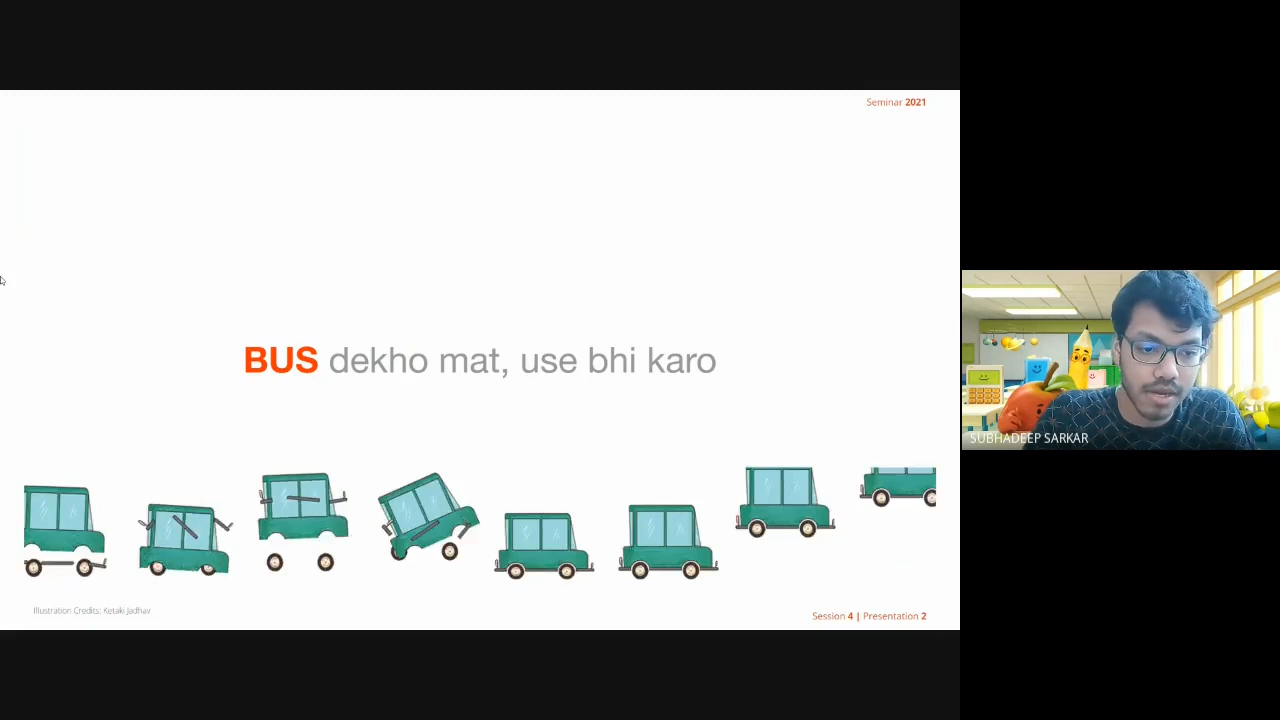 Seminar 2021
BUS dekho mat, use bhi karo
SUBHADEEP SARKAR
Illustration Credits: Ketaki Jadhav
Session 4 | Presentation 2